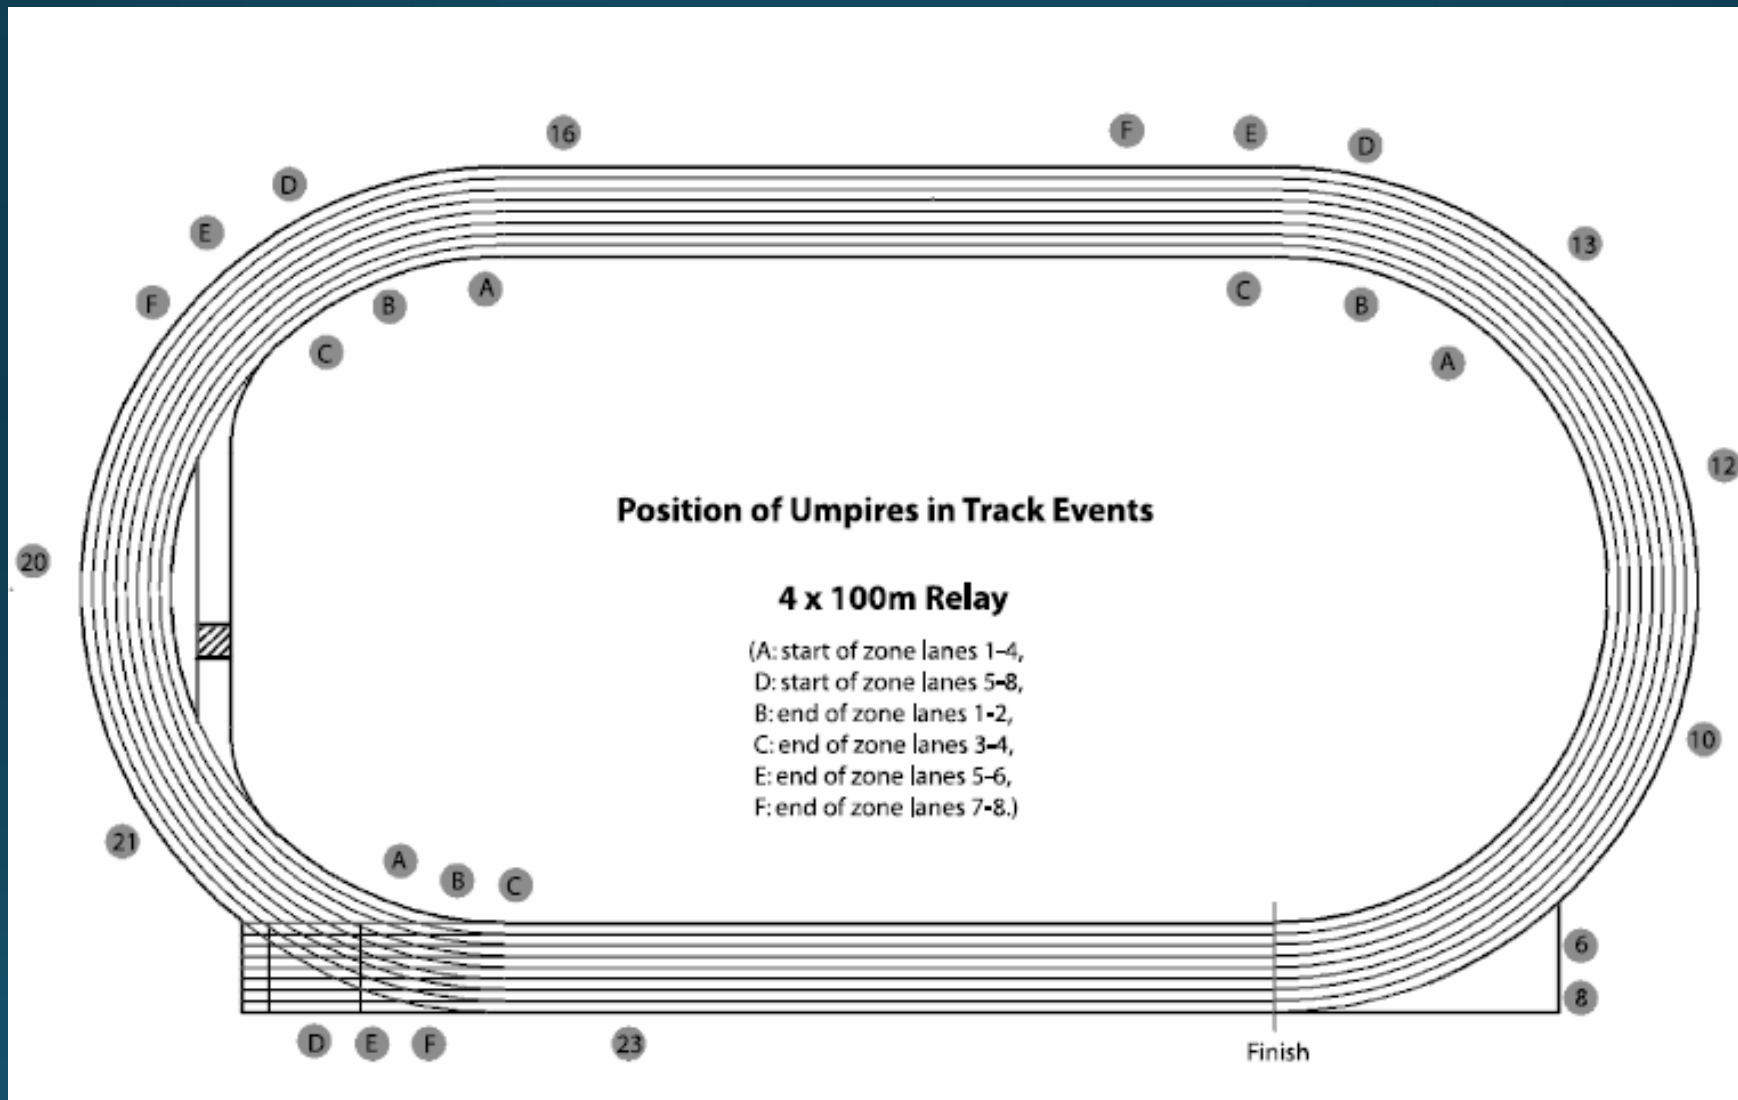 16
F
E
D
D
E
13
F
A
B
C
C
B
A
12
Position of Umpires in Track Events
20
4 x 100m Relay
(A: start of zone lanes 1–4,
D: start of zone lanes 5–8,
B: end of zone lanes 1-2,
C: end of zone lanes 3–4,
E: end of zone lanes 5–6,
F: end of zone lanes 7-8.)
10
21
A
B
C
6
8
D
E
F
23
Finish